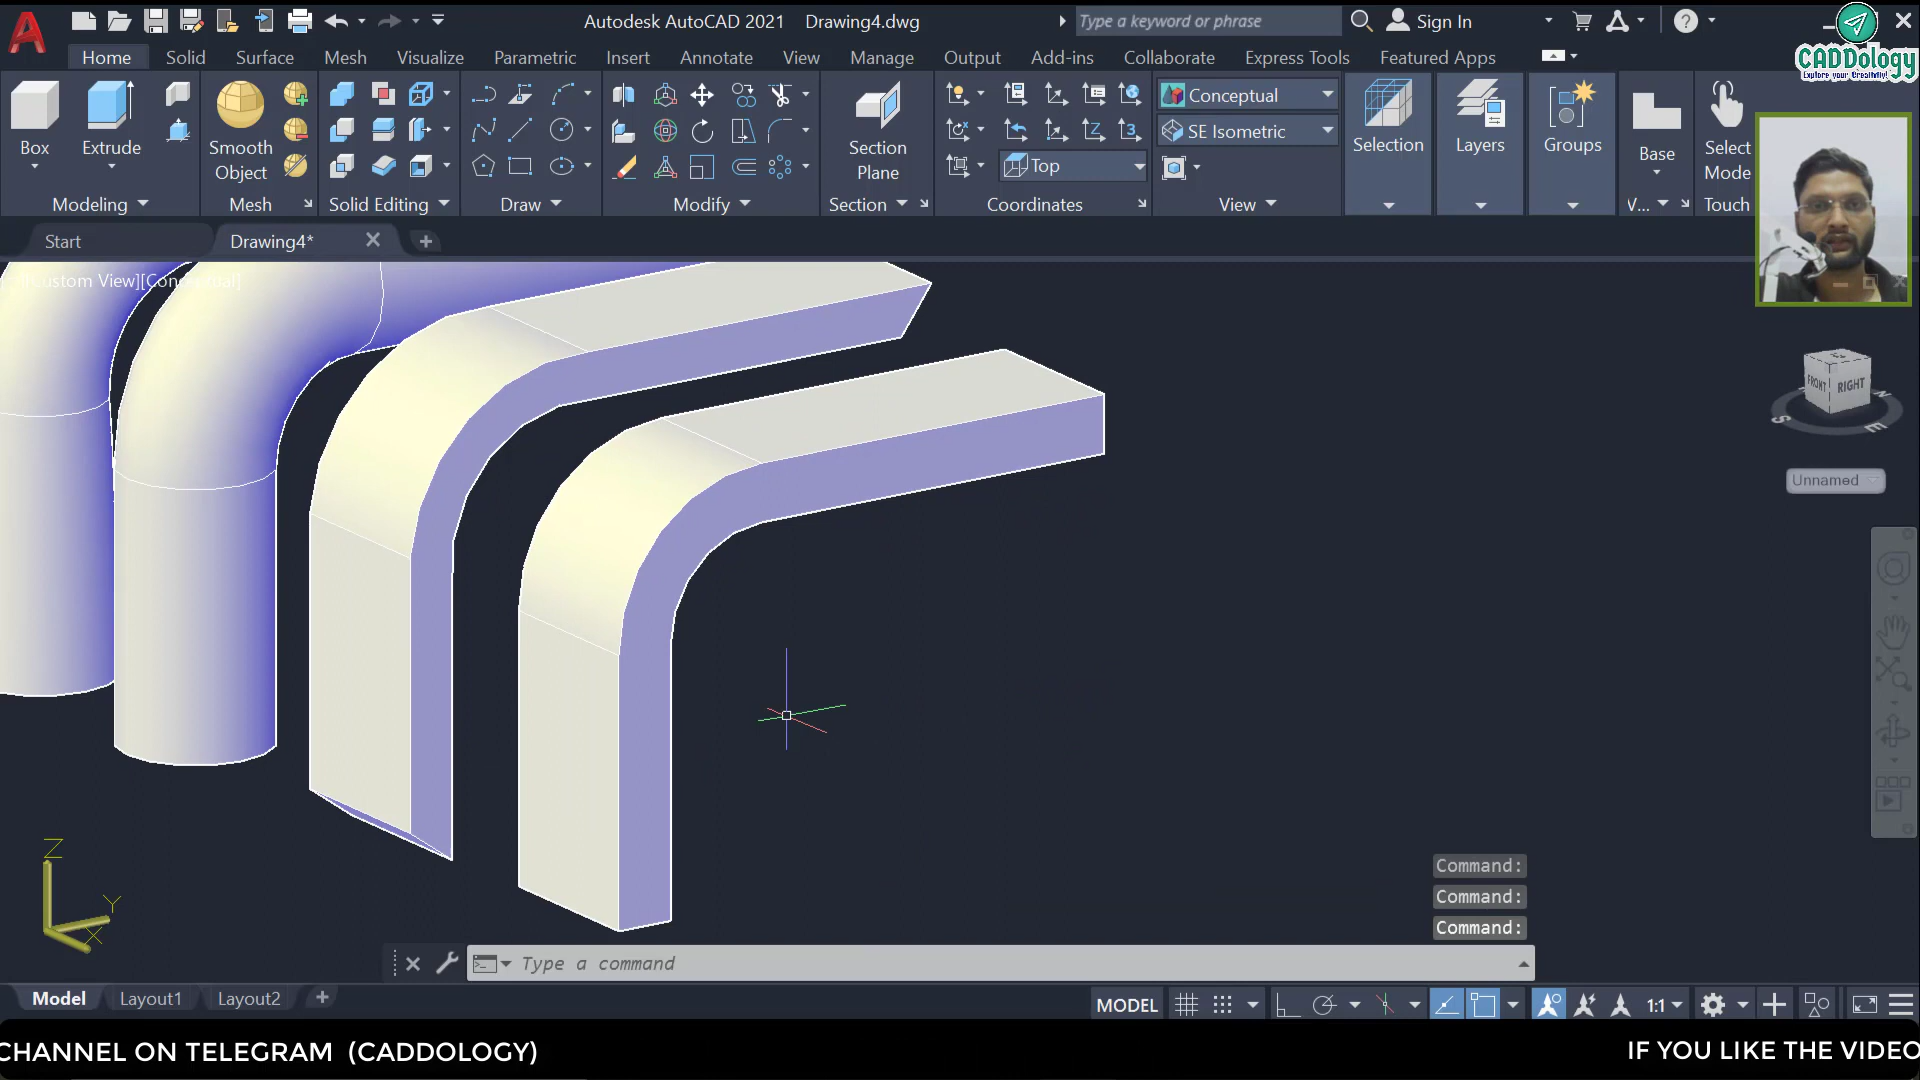 Autodesk AutoCAD 2021 Drawing4.dwg
Type a keyword or phrase
Sign In
CADDology
Explore your Creativity!
Home Solid Surface Mesh Visualize Parametric Insert Annotate View Manage Output Add-ins Collaborate Express Tools Featured Apps
Box
Extrude
Smooth
Object
Section
Plane
Conceptual
SE Isometric
Top
Selection
Layers
Groups
Base
Select
Mode
Modeling Mesh Solid Editing Draw Modify Section Coordinates View V... Touch
Start Drawing4*
FRONT RIGHT
S E N
Unnamed
Z
Y
X
Command:
Command:
Command:
Type a command
Model Layout1 Layout2
MODEL 1:1
CHANNEL ON TELEGRAM (CADDOLOGY)
IF YOU LIKE THE VIDEO